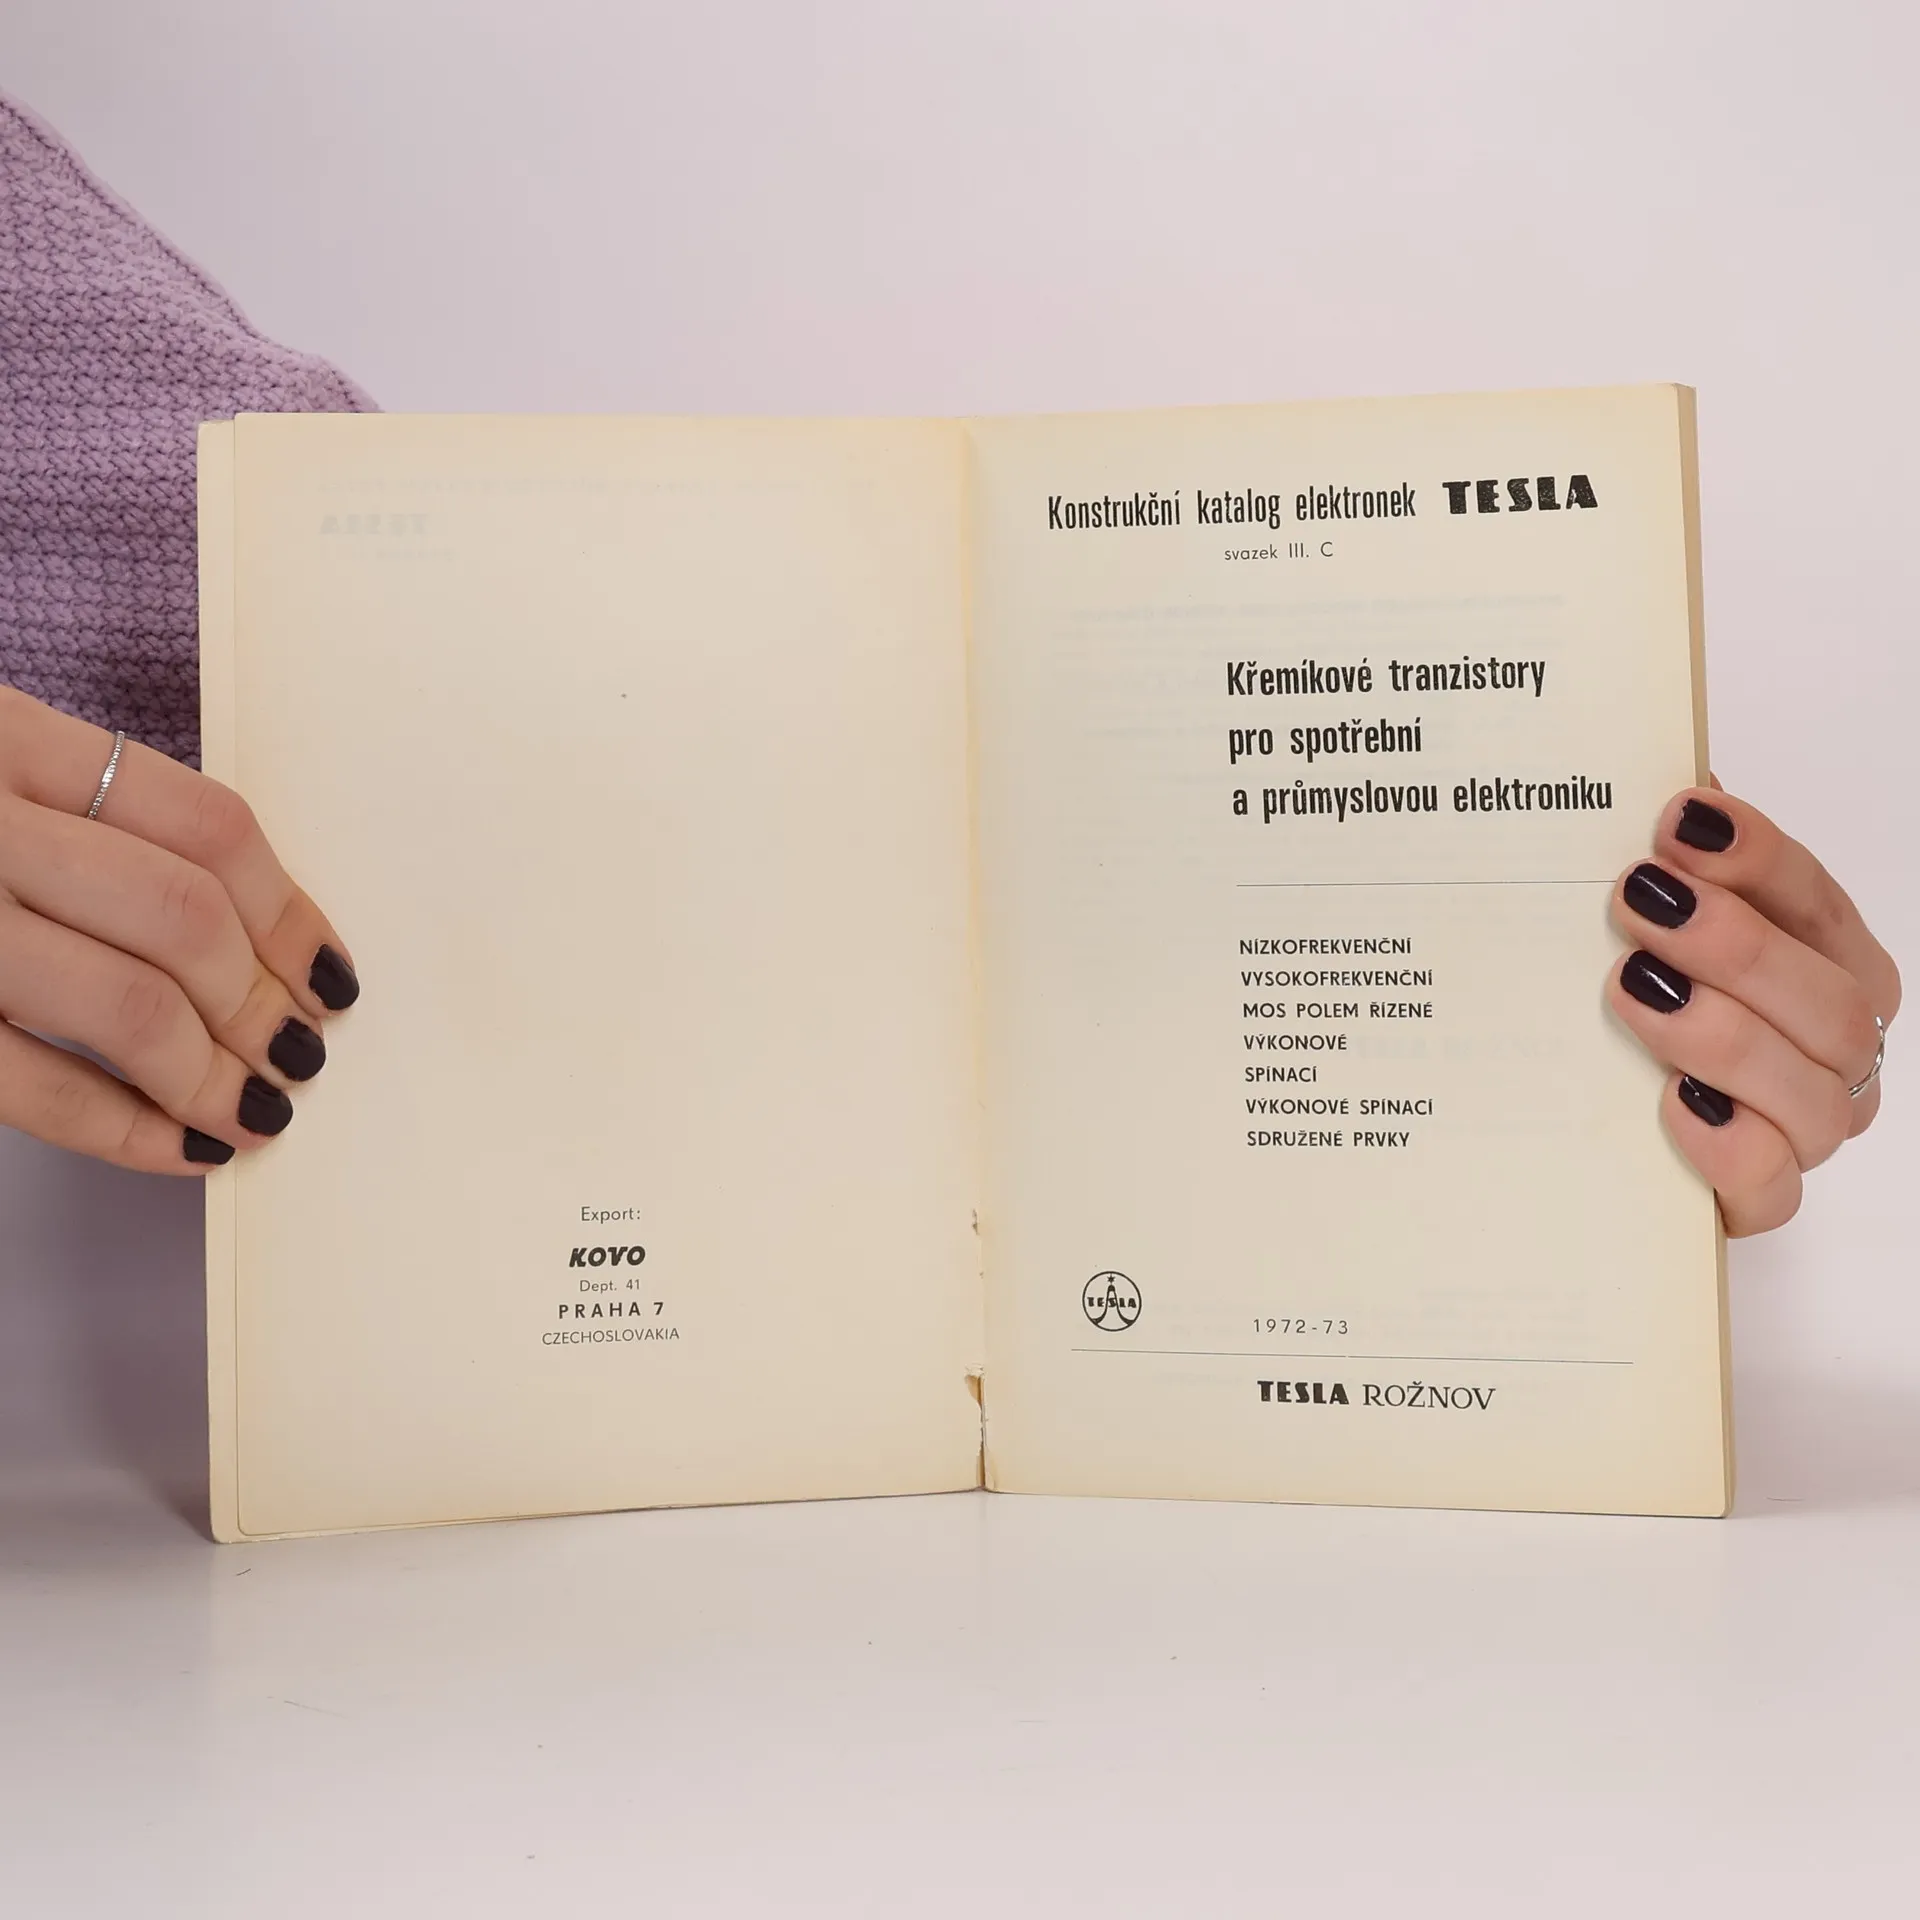 Export:
KOVO
Dept. 41
PRAHA 7
CZECHOSLOVAKIA
Konstrukční katalog elektronek TESLA
svazek III. C
Křemíkové tranzistory
pro spotřební
a průmyslovou elektroniku
NÍZKOFREKVENČNÍ
VYSOKOFREKVENČNÍ
MOS POLEM ŘÍZENÉ
VÝKONOVÉ
SPÍNACÍ
VÝKONOVÉ SPÍNACÍ
SDRUŽENÉ PRVKY
TESLA
1972-73
TESLA ROŽNOV